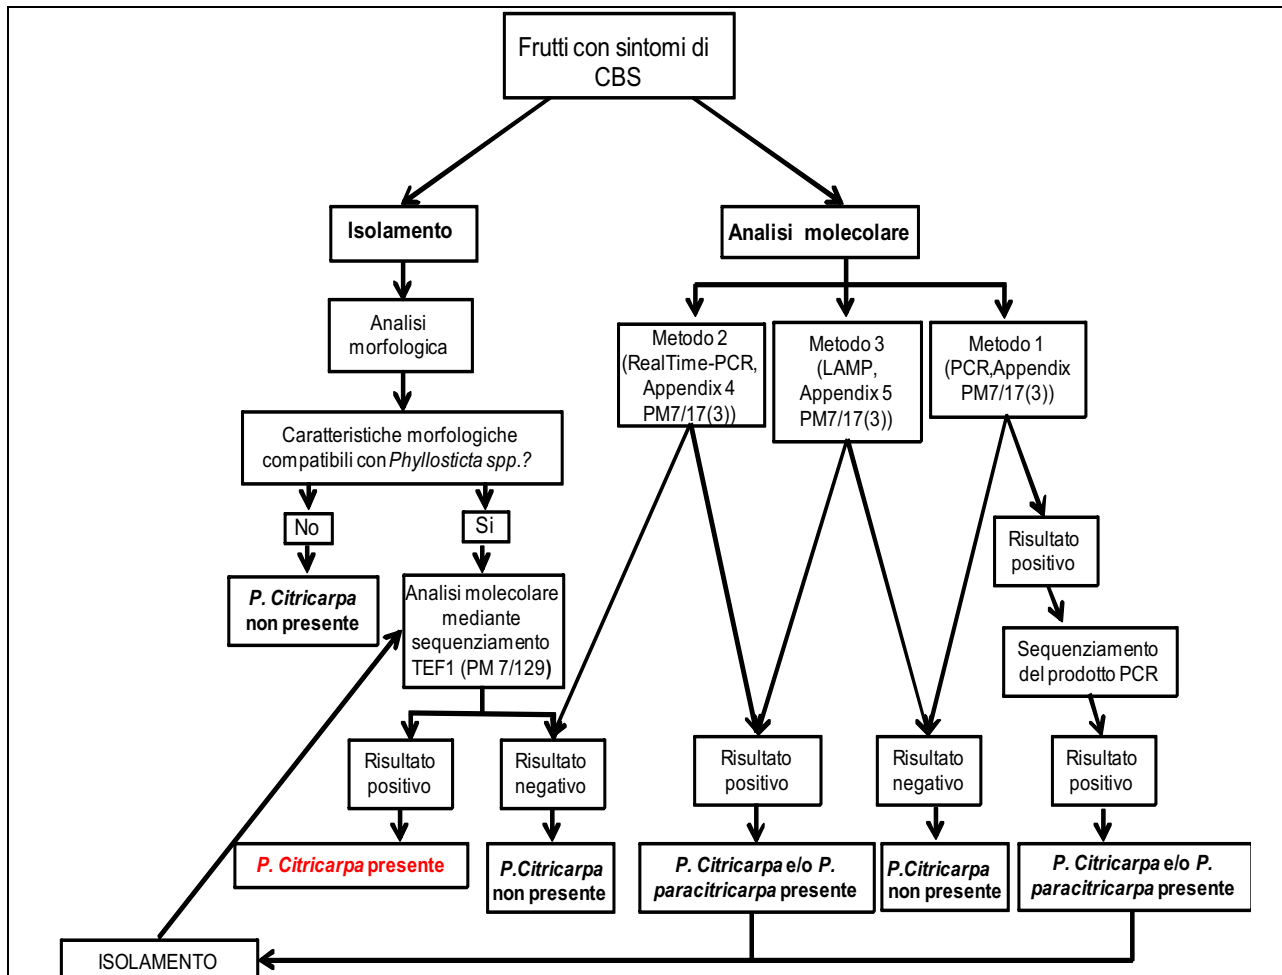 Frutti con sintomi di
CBS
Isolamento
Analisi molecolare
Analisi
morfologica
Metodo 2
(RealTime-PCR,
Appendix 4
PM7/17(3))
Metodo 3
(LAMP,
Appendix 5
PM7/17(3))
Metodo 1
(PCR,Appendix
PM7/17(3))
Caratteristiche morfologiche
compatibili con Phyllosticta spp.?
No
Si
Risultato
positivo
P. Citricarpa
non presente
Analisi molecolare
mediante
sequenziamento
TEF1 (PM 7/129)
Sequenziamento
del prodotto PCR
Risultato
positivo
Risultato
negativo
Risultato
positivo
Risultato
negativo
Risultato
positivo
P. Citricarpa presente
P.Citricarpa
non presente
P. Citricarpa e/o P.
paracitricarpa presente
P.Citricarpa
non presente
P. Citricarpa e/o P.
paracitricarpa presente
ISOLAMENTO